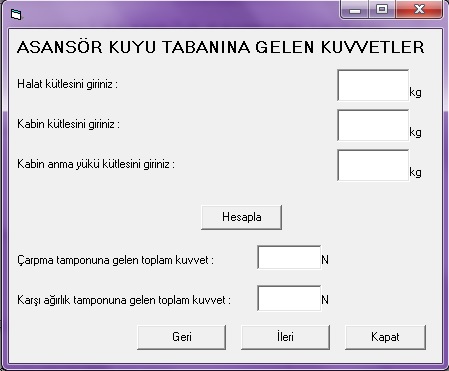 ASANSÖR KUYU TABANINA GELEN KUVVETLER
Halat kütlesini giriniz : kg
Kabin kütlesini giriniz : kg
Kabin anma yükü kütlesini giriniz : kg
Hesapla
Çarpma tamponuna gelen toplam kuvvet : N
Karşı ağırlık tamponuna gelen toplam kuvvet : N
Geri İleri Kapat